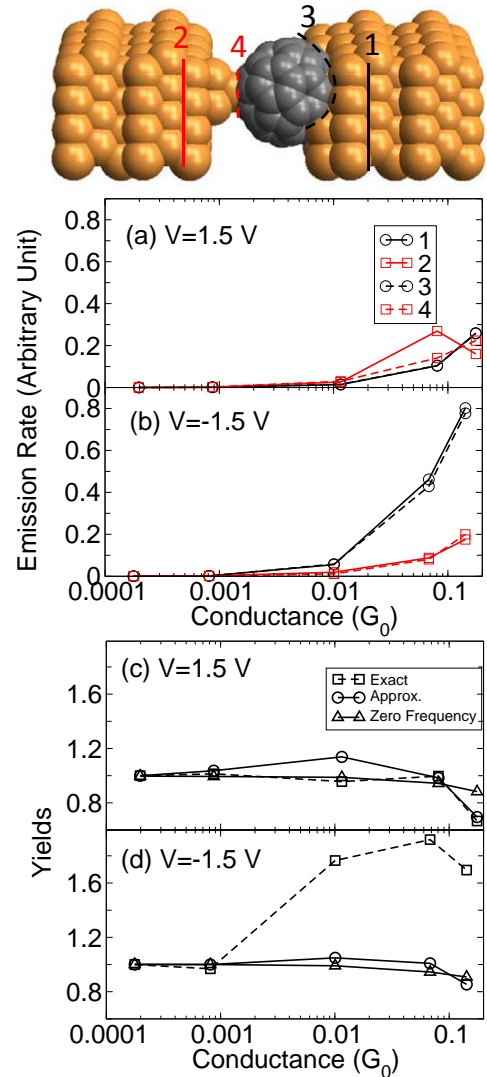 3
2 4 1
0.8
(a) V=1.5 V
0.6
1
2
3
4
0.4
0.2
0
0.8
(b) V=-1.5 V
0.6
0.4
0.2
0
Emission Rate (Arbitrary Unit)
0.0001 0.001 0.01 0.1
Conductance (G0)
(c) V=1.5 V
1.6
Exact
Approx.
Zero Frequency
1.2
0.8
(d) V=-1.5 V
1.6
1.2
0.8
Yields
0.0001 0.001 0.01 0.1
Conductance (G0)